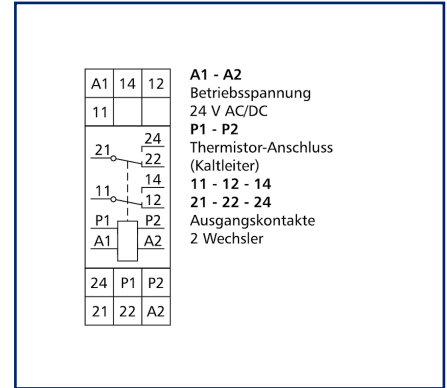 A1 14 12
11
21 24
22
11 14
12
P1 P2
A1 A2
24 P1 P2
21 22 A2
A1 - A2
Betriebsspannung
24 V AC/DC
P1 - P2
Thermistor-Anschluss
(Kaltleiter)
11 - 12 - 14
21 - 22 - 24
Ausgangskontakte
2 Wechsler